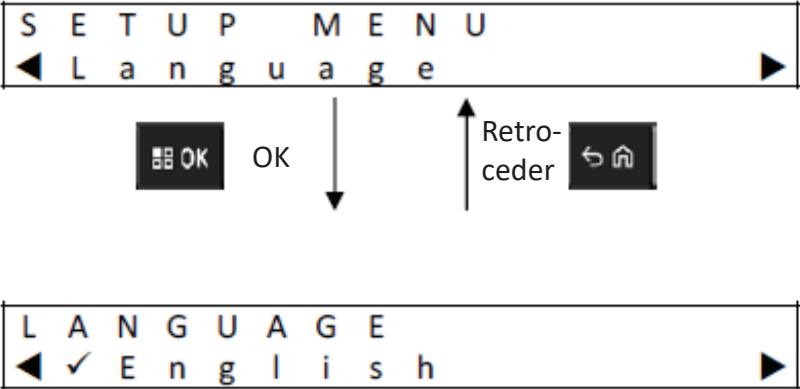 SETUP MENU
◀Language▶
OK OK
Retro-
ceder
LANGUAGE
◀✓English▶